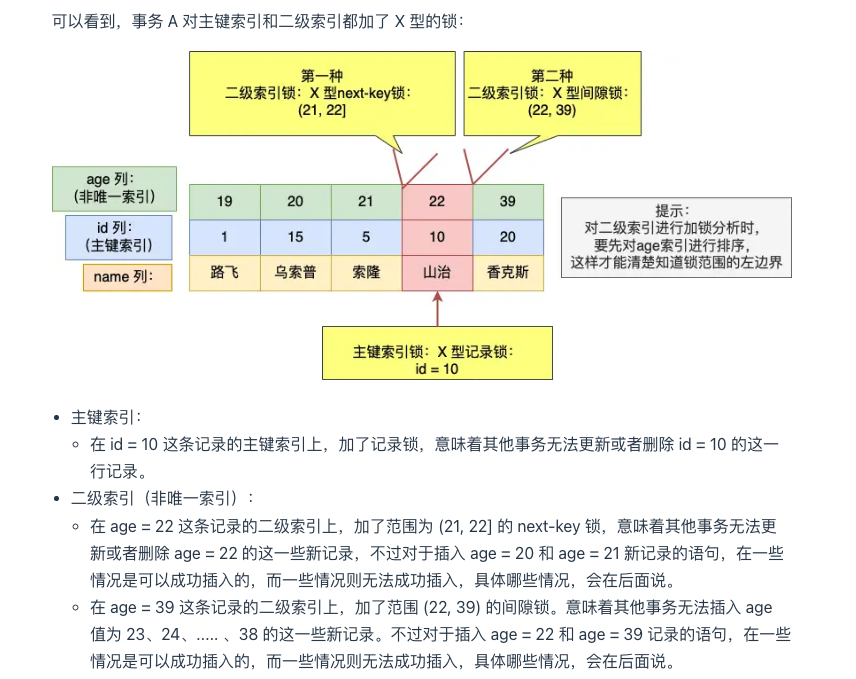 可以看到，事务 A 对主键索引和二级索引都加了 X 型的锁：
第一种
二级索引锁：X 型next-key锁：
(21, 22]
第二种
二级索引锁：X 型间隙锁：
(22, 39)
age 列：
（非唯一索引）
19 20 21 22 39
id 列：
（主键索引）
1 15 5 10 20
name 列：
路飞 乌索普 索隆 山治 香克斯
提示：
对二级索引进行加锁分析时，
要先对age索引进行排序，
这样才能清楚知道锁范围的左边界
主键索引锁：X 型记录锁：
id = 10
• 主键索引：
◦ 在 id = 10 这条记录的主键索引上，加了记录锁，意味着其他事务无法更新或者删除 id = 10 的这一
行记录。
• 二级索引（非唯一索引）：
◦ 在 age = 22 这条记录的二级索引上，加了范围为 (21, 22] 的 next-key 锁，意味着其他事务无法更
新或者删除 age = 22 的这一些新记录，不过对于插入 age = 20 和 age = 21 新记录的语句，在一些
情况是可以成功插入的，而一些情况则无法成功插入，具体哪些情况，会在后面说。
◦ 在 age = 39 这条记录的二级索引上，加了范围 (22, 39) 的间隙锁。意味着其他事务无法插入 age
值为 23、24、..... 、38 的这一些新记录。不过对于插入 age = 22 和 age = 39 记录的语句，在一些
情况是可以成功插入的，而一些情况则无法成功插入，具体哪些情况，会在后面说。